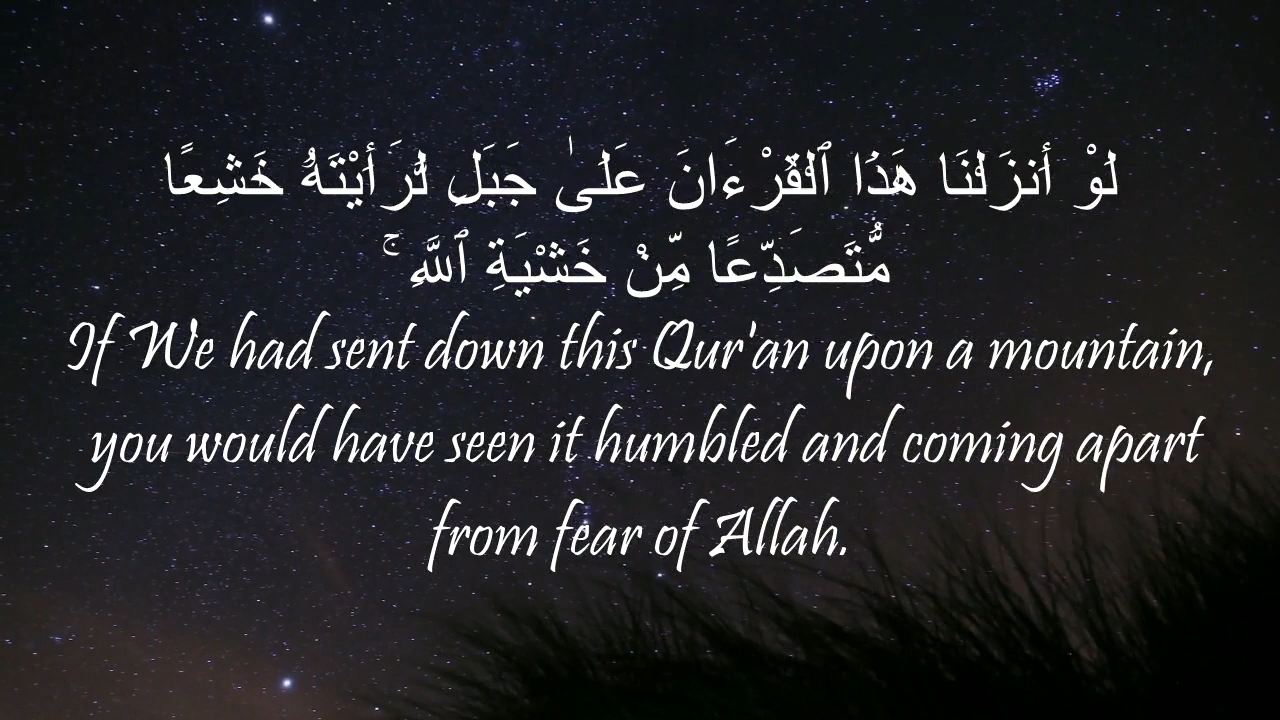 لَوْ أَنزَلْنَا هَٰذَا ٱلْقُرْءَانَ عَلَىٰ جَبَلٍ لَّرَأَيْتَهُۥ خَٰشِعًا
مُّتَصَدِّعًا مِّنْ خَشْيَةِ ٱللَّهِ ۚ
If We had sent down this Qur'an upon a mountain,
you would have seen it humbled and coming apart
from fear of Allah.